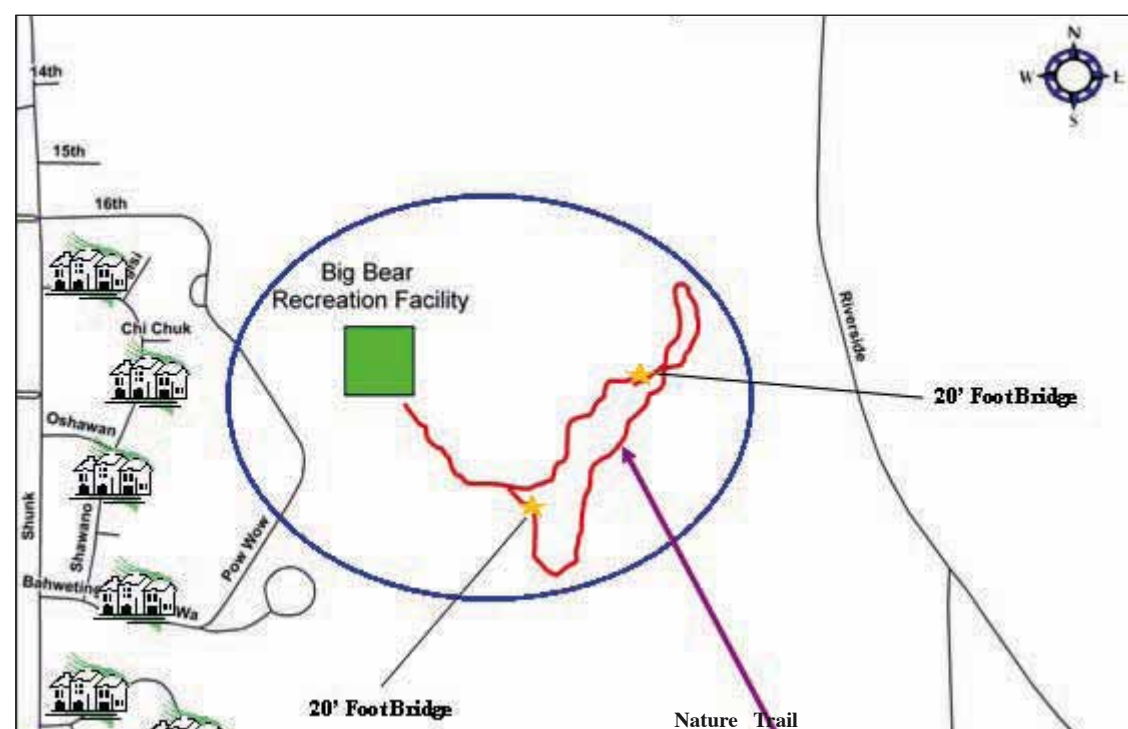 N
W E
S
14th
15th
16th
Big Bear
Recreation Facility
Chi Chuk
Riverside
20' FootBridge
Oshawan
Shunk
Shawano
Pow Wow
Bahweting
Wa
20' FootBridge
Nature Trail